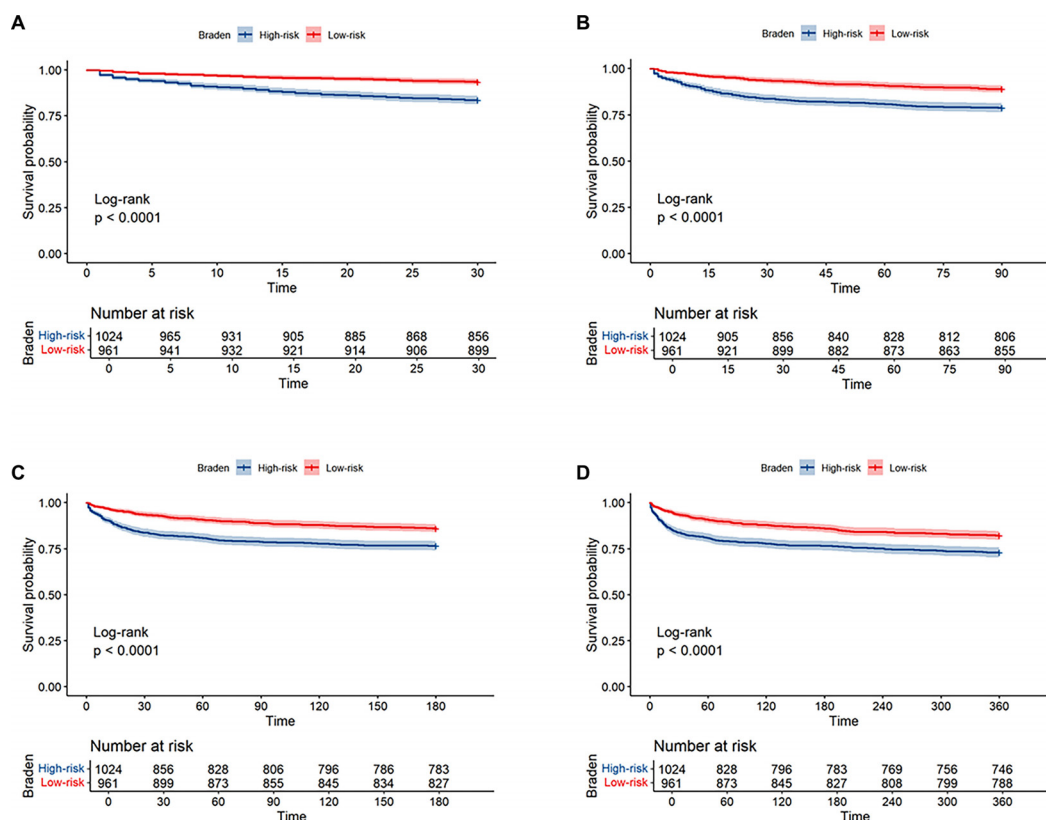 A
Braden High-risk Low-risk
1.00
0.75
0.50
0.25
0.00
Survival probability
Log-rank
p < 0.0001
0 5 10 15 20 25 30
Time
Number at risk
Braden
High-risk 1024 965 931 905 885 868 856
Low-risk 961 941 932 921 914 906 899
0 5 10 15 20 25 30
Time
B
Braden High-risk Low-risk
1.00
0.75
0.50
0.25
0.00
Survival probability
Log-rank
p < 0.0001
0 15 30 45 60 75 90
Time
Number at risk
Braden
High-risk 1024 905 856 840 828 812 806
Low-risk 961 921 899 882 873 863 855
0 15 30 45 60 75 90
Time
C
Braden High-risk Low-risk
1.00
0.75
0.50
0.25
0.00
Survival probability
Log-rank
p < 0.0001
0 30 60 90 120 150 180
Time
Number at risk
Braden
High-risk 1024 856 828 806 796 786 783
Low-risk 961 899 873 855 845 834 827
0 30 60 90 120 150 180
Time
D
Braden High-risk Low-risk
1.00
0.75
0.50
0.25
0.00
Survival probability
Log-rank
p < 0.0001
0 60 120 180 240 300 360
Time
Number at risk
Braden
High-risk 1024 828 796 783 769 756 746
Low-risk 961 873 845 827 808 799 788
0 60 120 180 240 300 360
Time